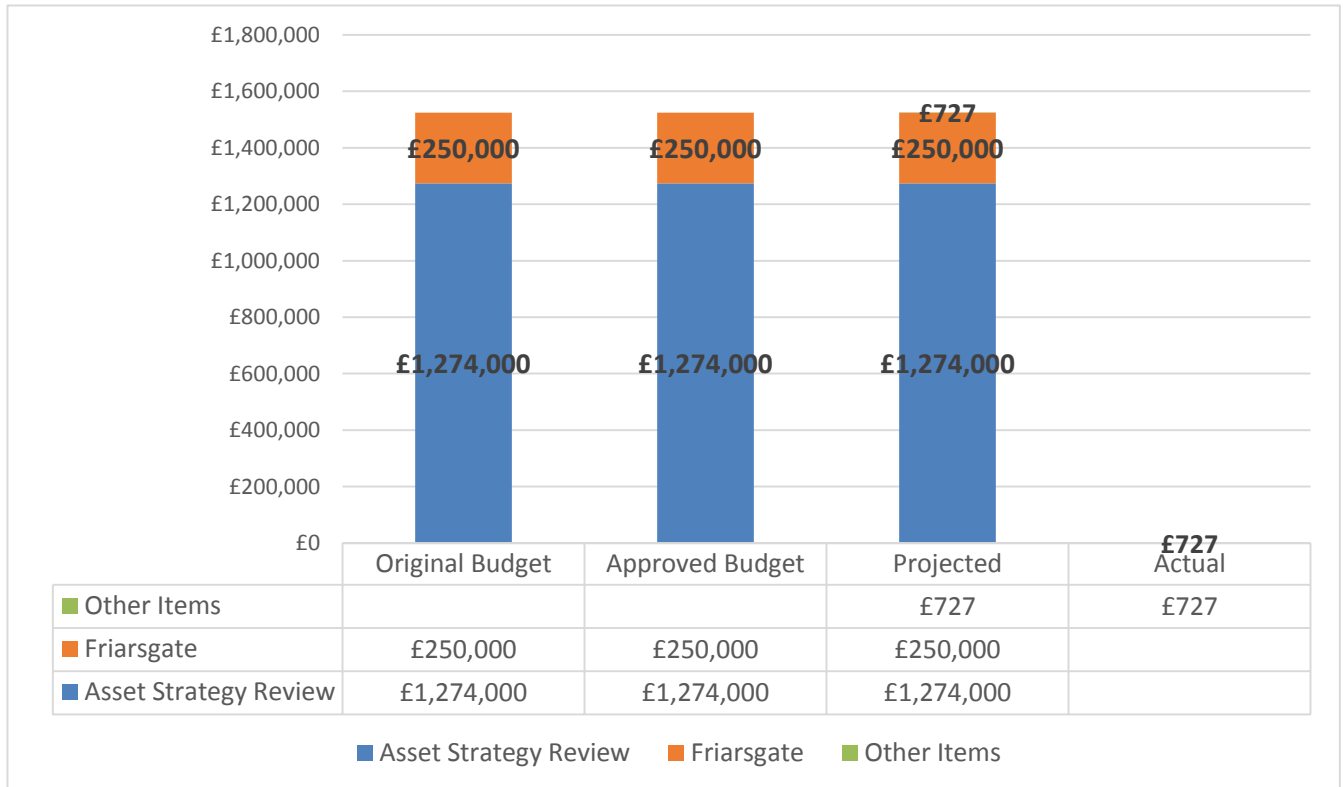 £1,800,000
£1,600,000
£1,400,000
£1,200,000
£1,000,000
£800,000
£600,000
£400,000
£200,000
£0
£727
£250,000 £250,000 £250,000
£1,274,000 £1,274,000 £1,274,000
£727
Original Budget Approved Budget Projected Actual
Other Items £727 £727
Friarsgate £250,000 £250,000 £250,000
Asset Strategy Review £1,274,000 £1,274,000 £1,274,000
Asset Strategy Review Friarsgate Other Items